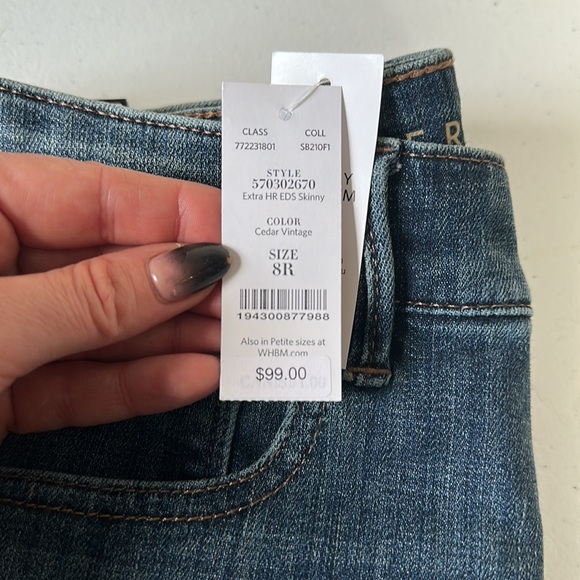 CLASS COLL
772231801 SB210F1
STYLE
570302670
Extra HR EDS Skinny
COLOR
Cedar Vintage
SIZE
8R
194300877988
Also in Petite sizes at
WHBM.com
$99.00
Y
M
E R